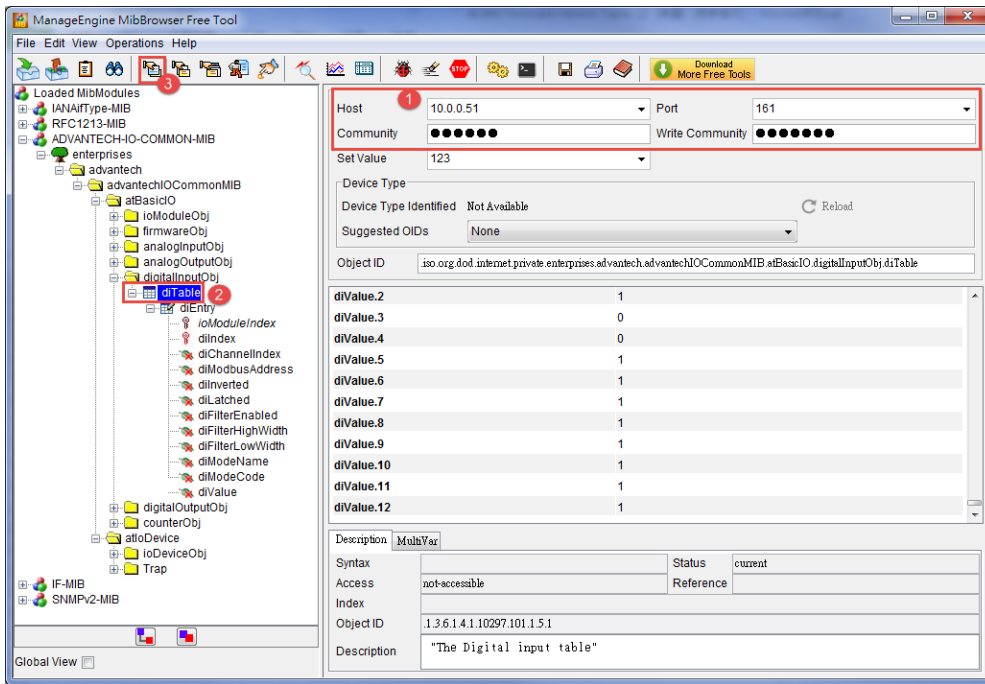 ManageEngine MibBrowser Free Tool
File Edit View Operations Help
3
STOP
Download
More Free Tools
Loaded MibModules
IANAifType-MIB
RFC1213-MIB
ADVANTECH-IO-COMMON-MIB
enterprises
advantech
advantechIOCommonMIB
atBasicIO
ioModuleObj
firmwareObj
analogInputObj
analogOutputObj
digitalInputObj
diTable 2
diEntry
ioModuleIndex
diIndex
diChannelIndex
diModbusAddress
diInverted
diLatched
diFilterEnabled
diFilterHighWidth
diFilterLowWidth
diModeName
diModeCode
diValue
digitalOutputObj
counterObj
atIoDevice
ioDeviceObj
Trap
IF-MIB
SNMPv2-MIB
Global View
1
Host 10.0.0.51 Port 161
Community ●●●●●● Write Community ●●●●●●●
Set Value 123
Device Type
Device Type Identified Not Available Reload
Suggested OIDs None
Object ID .iso.org.dod.internet.private.enterprises.advantech.advantechIOCommonMIB.atBasicIO.digitalInputObj.diTable
diValue.2 1
diValue.3 0
diValue.4 0
diValue.5 1
diValue.6 1
diValue.7 1
diValue.8 1
diValue.9 1
diValue.10 1
diValue.11 1
diValue.12 1
Description MultiVar
Syntax Status current
Access not-accessible Reference
Index
Object ID .1.3.6.1.4.1.10297.101.1.5.1
Description "The Digital input table"